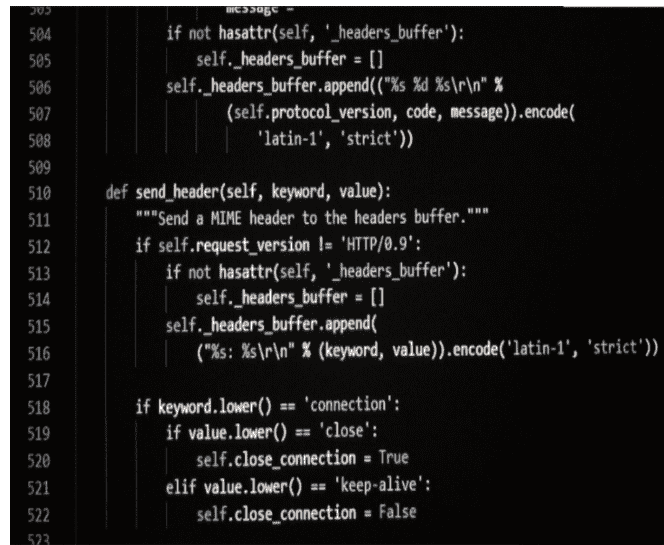 503 message =
504 if not hasattr(self, '_headers_buffer'):
505 self._headers_buffer = []
506 self._headers_buffer.append(("%s %d %s\r\n" %
507 (self.protocol_version, code, message)).encode(
508 'latin-1', 'strict'))
509
510 def send_header(self, keyword, value):
511 """Send a MIME header to the headers buffer."""
512 if self.request_version != 'HTTP/0.9':
513 if not hasattr(self, '_headers_buffer'):
514 self._headers_buffer = []
515 self._headers_buffer.append(
516 ("%s: %s\r\n" % (keyword, value)).encode('latin-1', 'strict'))
517
518 if keyword.lower() == 'connection':
519 if value.lower() == 'close':
520 self.close_connection = True
521 elif value.lower() == 'keep-alive':
522 self.close_connection = False
523